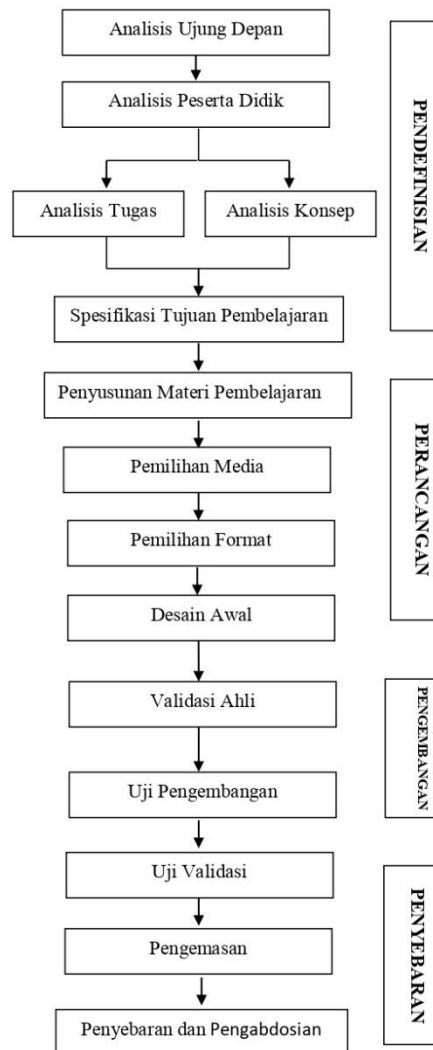 Analisis Ujung Depan
Analisis Peserta Didik
Analisis Tugas
Analisis Konsep
Spesifikasi Tujuan Pembelajaran
PENDEFINISIAN
Penyusunan Materi Pembelajaran
Pemilihan Media
Pemilihan Format
Desain Awal
PERANCANGAN
Validasi Ahli
Uji Pengembangan
PENGEMBANGAN
Uji Validasi
Pengemasan
Penyebaran dan Pengabdosian
PENYEBARAN